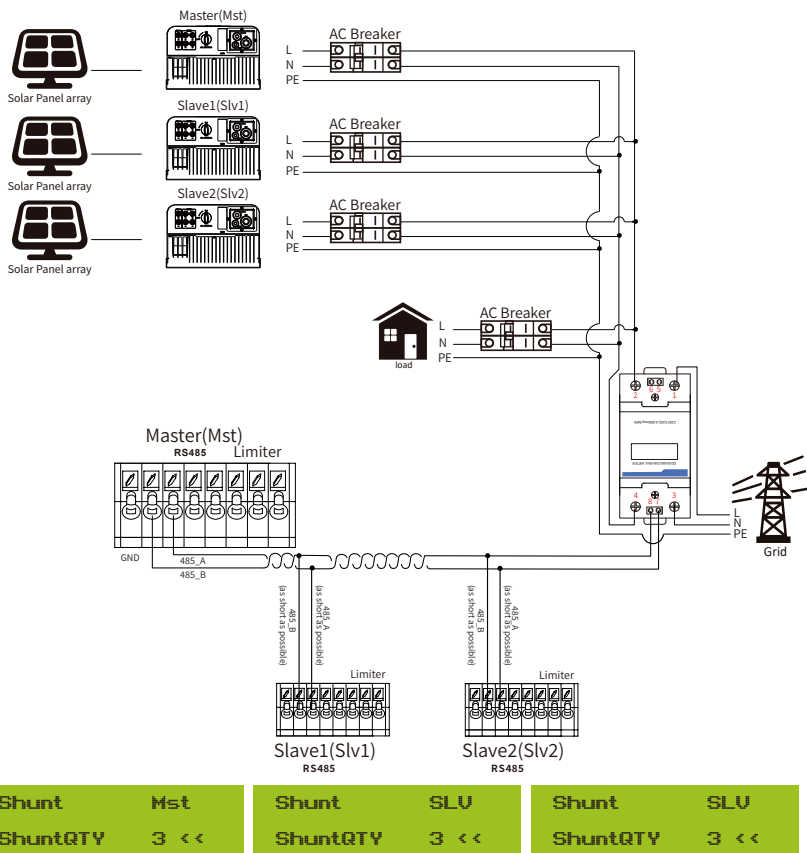 Master(Mst)
AC Breaker
L
N
PE
Solar Panel array
Slave1(Slv1)
AC Breaker
L
N
PE
Solar Panel array
Slave2(Slv2)
AC Breaker
L
N
PE
Solar Panel array
AC Breaker
L
N
PE
load
2 6 5 1
4 8 7 3
L
N
PE
Grid
Master(Mst)
RS485 Limiter
GND 485_A
485_B
485_B
(as short as possible)
485_A
(as short as possible)
485_B
(as short as possible)
485_A
(as short as possible)
Limiter
Slave1(Slv1)
RS485
Limiter
Slave2(Slv2)
RS485
Shunt Mst
ShuntQTY 3 <<
Shunt SLV
ShuntQTY 3 <<
Shunt SLV
ShuntQTY 3 <<